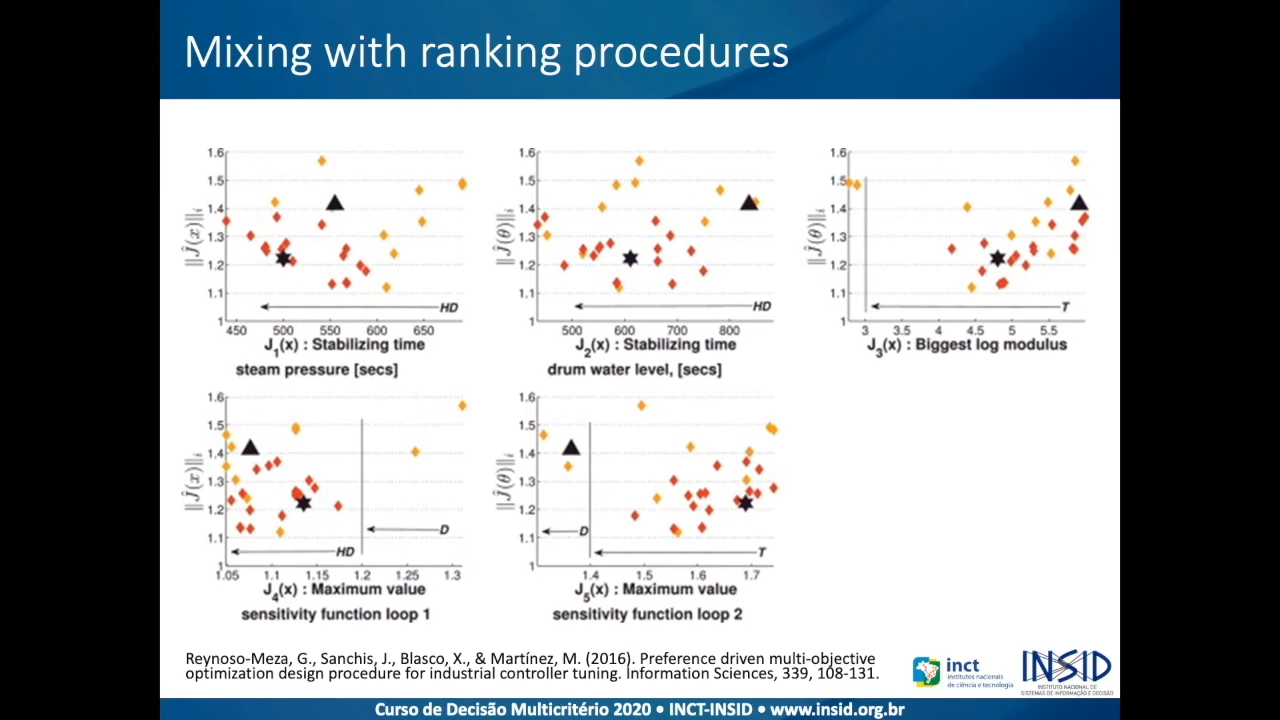 Mixing with ranking procedures
1.6
1.5
1.4
1.3
1.2
1.1
1
‖Ĵ(x)‖i
HD
450 500 550 600 650
J1(x) : Stabilizing time
steam pressure [secs]
1.6
1.5
1.4
1.3
1.2
1.1
1
‖Ĵ(θ)‖i
HD
500 600 700 800
J2(x) : Stabilizing time
drum water level, [secs]
1.6
1.5
1.4
1.3
1.2
1.1
1
‖Ĵ(θ)‖i
T
3 3.5 4 4.5 5 5.5
J3(x) : Biggest log modulus
1.6
1.5
1.4
1.3
1.2
1.1
1
‖Ĵ(x)‖i
D
HD
1.05 1.1 1.15 1.2 1.25 1.3
J4(x) : Maximum value
sensitivity function loop 1
1.6
1.5
1.4
1.3
1.2
1.1
1
‖Ĵ(θ)‖i
D
T
1.4 1.5 1.6 1.7
J5(x) : Maximum value
sensitivity function loop 2
Reynoso-Meza, G., Sanchis, J., Blasco, X., & Martínez, M. (2016). Preference driven multi-objective
optimization design procedure for industrial controller tuning. Information Sciences, 339, 108-131.
inct
institutos nacionais
de ciência e tecnologia
INSID
INSTITUTO NACIONAL DE
SISTEMAS DE INFORMAÇÃO E DECISÃO
Curso de Decisão Multicritério 2020 • INCT-INSID • www.insid.org.br